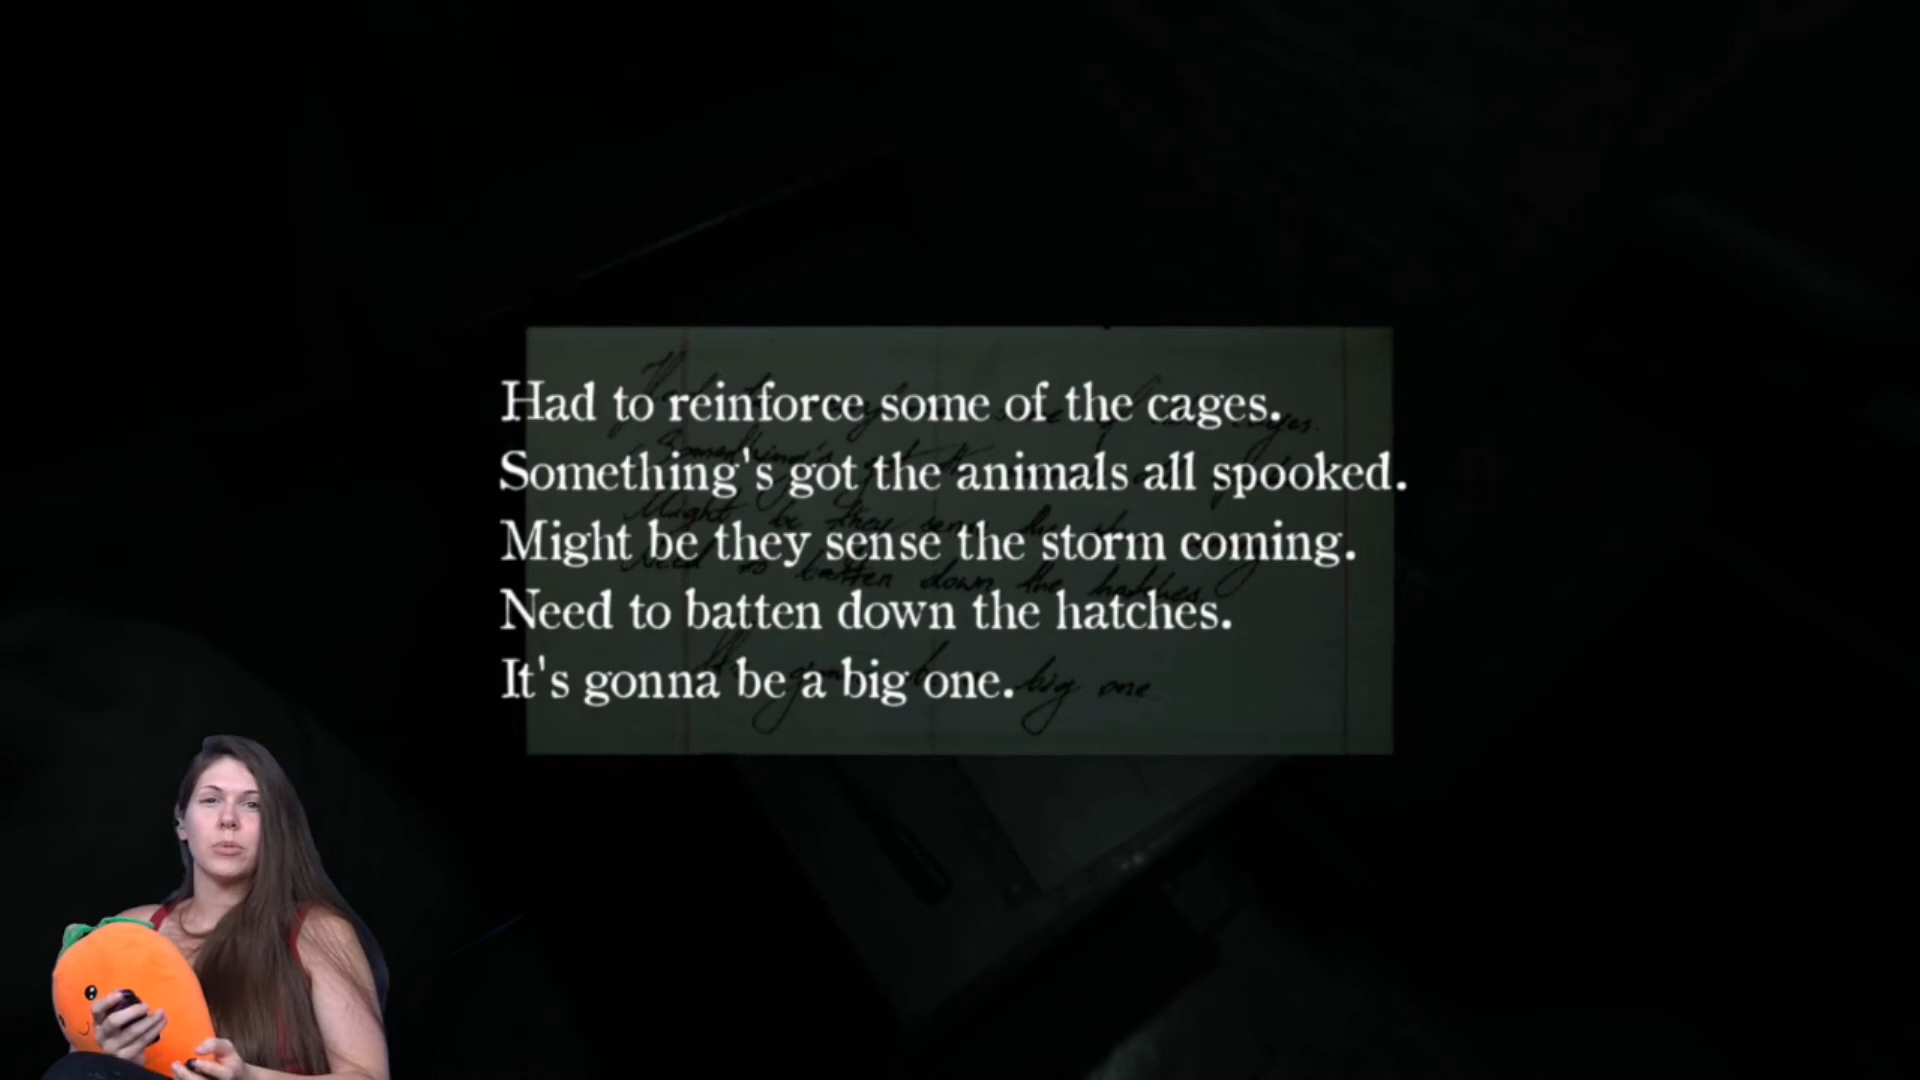 Had to reinforce some of the cages.
Something's got the animals all spooked.
Might be they sense the storm coming.
Need to batten down the hatches.
It's gonna be a big one.